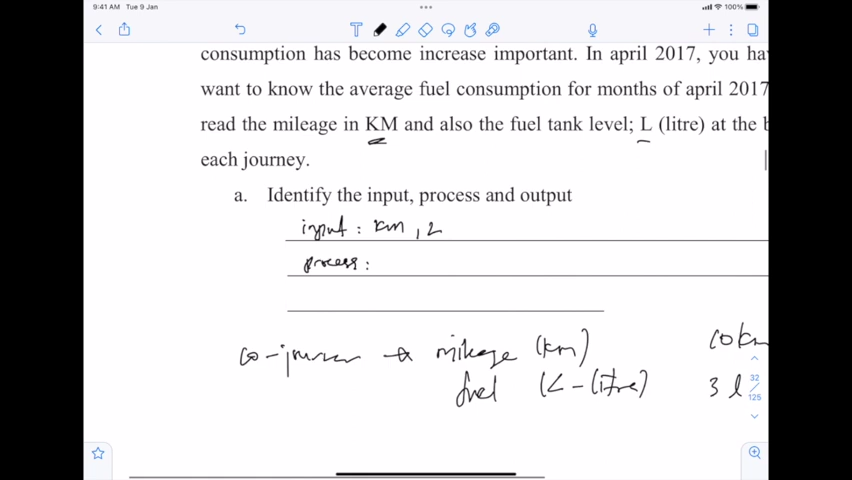 9:41 AM Tue 9 Jan
100%
consumption has become increase important. In april 2017, you ha
want to know the average fuel consumption for months of april 2017
read the mileage in KM and also the fuel tank level; L (litre) at the b
each journey.
a. Identify the input, process and output
input : km , L
process :
mileage (km)
10 km
fuel (L - litre)
3 l
32
125